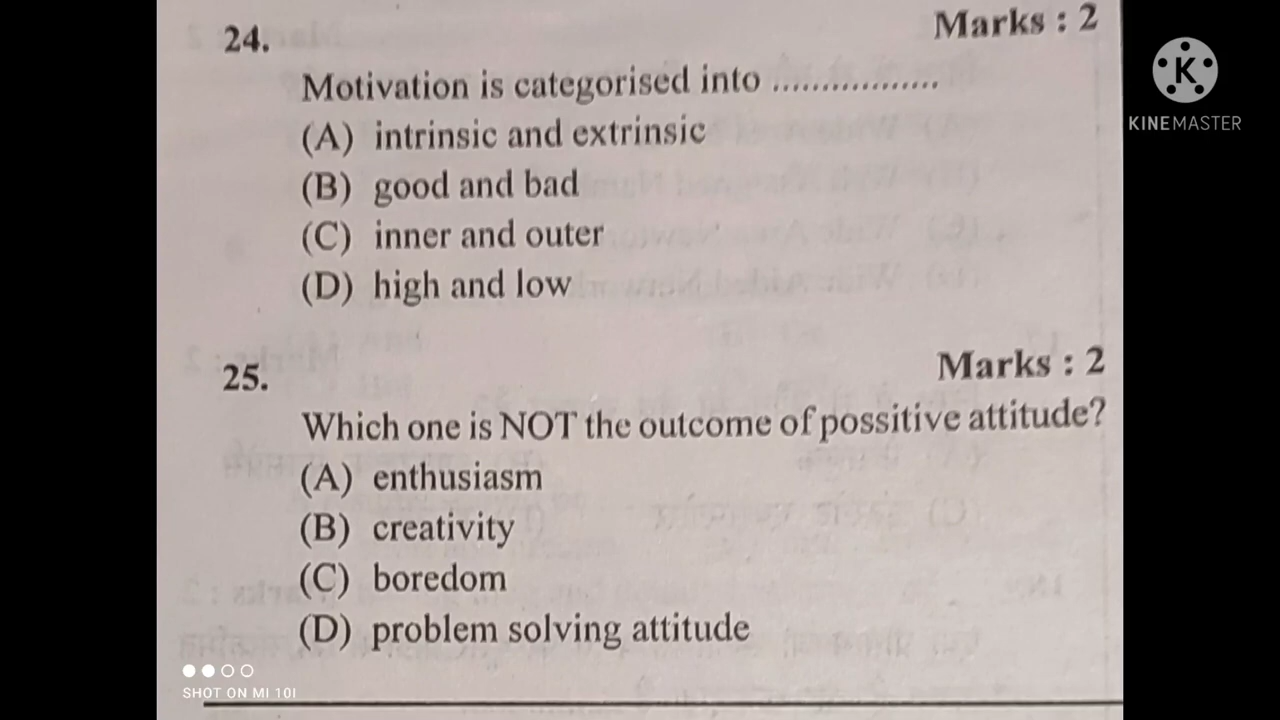 24.
Marks : 2
Motivation is categorised into .................
(A) intrinsic and extrinsic
(B) good and bad
(C) inner and outer
(D) high and low
25.
Marks : 2
Which one is NOT the outcome of possitive attitude?
(A) enthusiasm
(B) creativity
(C) boredom
(D) problem solving attitude
SHOT ON MI 10I
K
KINEMASTER